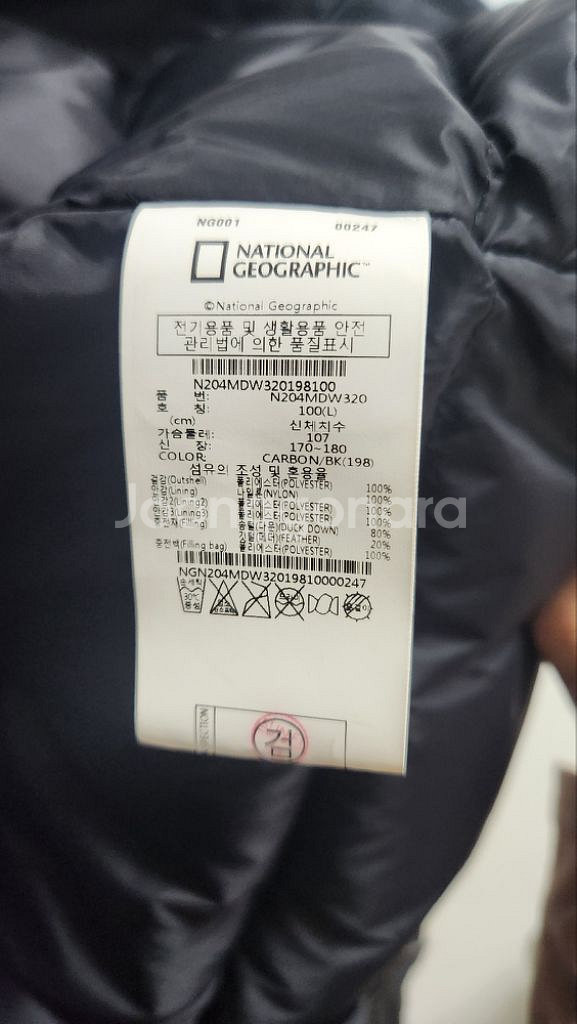 NG001 00247
NATIONAL
GEOGRAPHIC™
©National Geographic
전기용품 및 생활용품 안전
관리법에 의한 품질표시
N204MDW320198100
품 번: N204MDW320
호 칭: 100(L)
(cm) 신체치수
가슴둘레: 107
신 장: 170~180
COLOR: CARBON/BK(198)
섬유의 조성 및 혼용율
겉감(Outshell) 폴리에스터(POLYESTER) 100%
안감(Lining) 나일론(NYLON) 100%
안감2(Lining2) 폴리에스터(POLYESTER) 100%
안감3(Lining3) 폴리에스터(POLYESTER) 100%
충전재(Filling) 솜털(다운)(DUCK DOWN) 80%
깃털(페더)(FEATHER) 20%
충전백(Filling bag) 폴리에스터(POLYESTER) 100%
NGN204MDW32019810000247
손세탁
30℃
중성
Joongonara
검